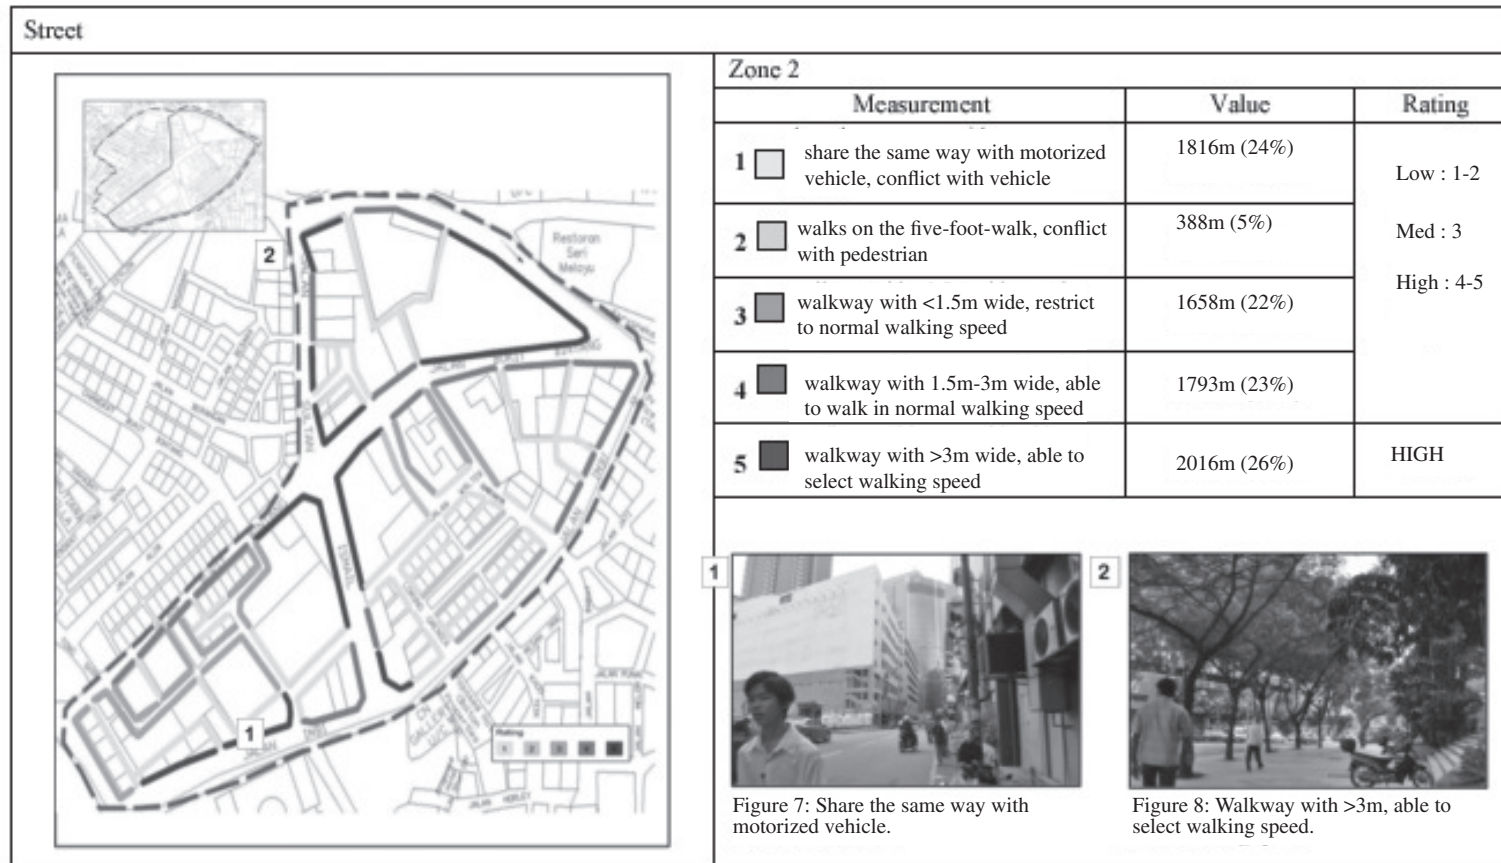 Street
Zone 2
Measurement
Value
Rating
1
share the same way with motorized
vehicle, conflict with vehicle
1816m (24%)
2
walks on the five-foot-walk, conflict
with pedestrian
388m (5%)
3
walkway with <1.5m wide, restrict
to normal walking speed
1658m (22%)
4
walkway with 1.5m-3m wide, able
to walk in normal walking speed
1793m (23%)
5
walkway with >3m wide, able to
select walking speed
2016m (26%)
Low : 1-2
Med : 3
High : 4-5
HIGH
2
Restoran
Seri
Melayu
JALAN
1
Rating
1
2
Figure 7: Share the same way with
motorized vehicle.
Figure 8: Walkway with >3m, able to
select walking speed.